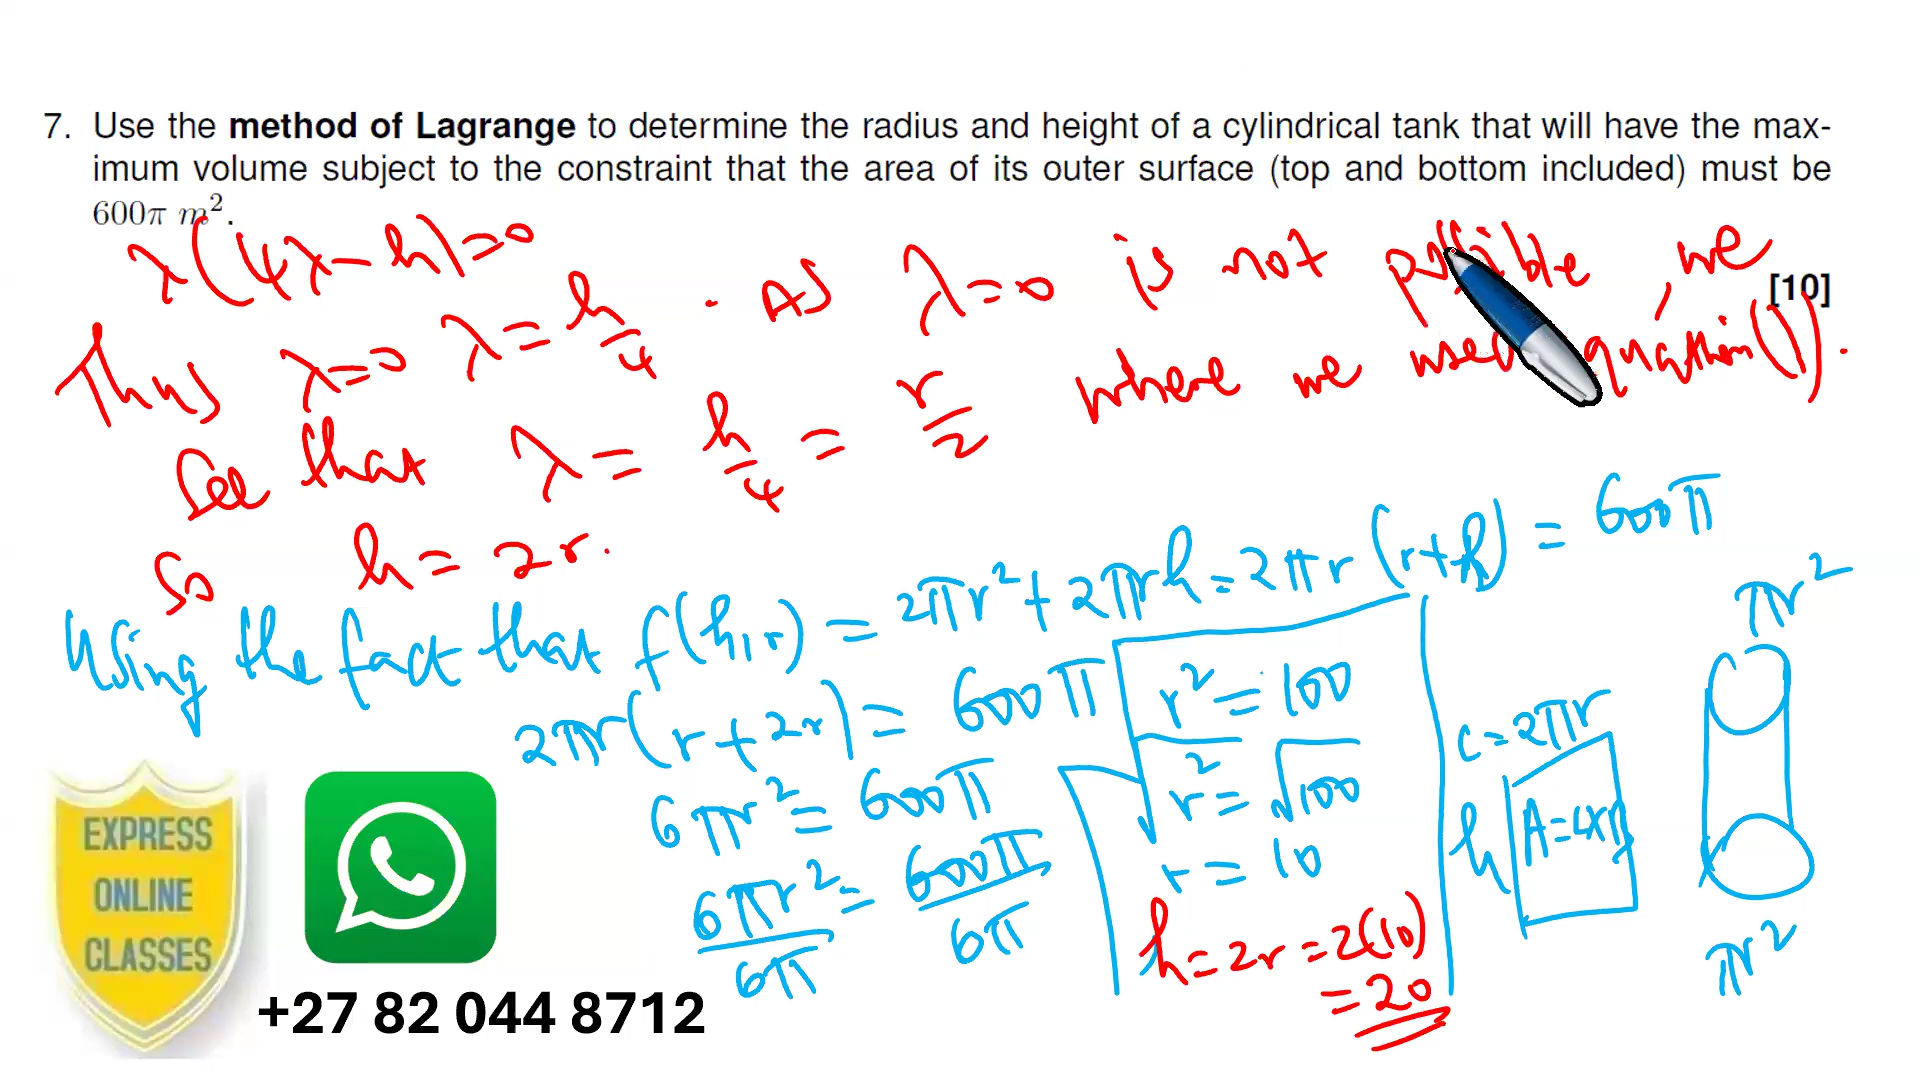 7. Use the method of Lagrange to determine the radius and height of a cylindrical tank that will have the max-
imum volume subject to the constraint that the area of its outer surface (top and bottom included) must be
600π m².
[10]
λ(4λ-h)=0
Thus λ=0 λ=h/4 . As λ=0 is not possible, we
see that λ = h/4 = r/2 where we used equation (1).
So h = 2r.
Using the fact that f(h,r) = 2πr²+2πrh=2πr(r+h) = 600π
2πr(r+2r) = 600π
6πr² = 600π
6πr²/6π = 600π/6π
r² = 100
√r² = √100
r = 10
h=2r=2(10)
=20
c=2πr
h
πr²
πr²
EXPRESS
ONLINE
CLASSES
+27 82 044 8712